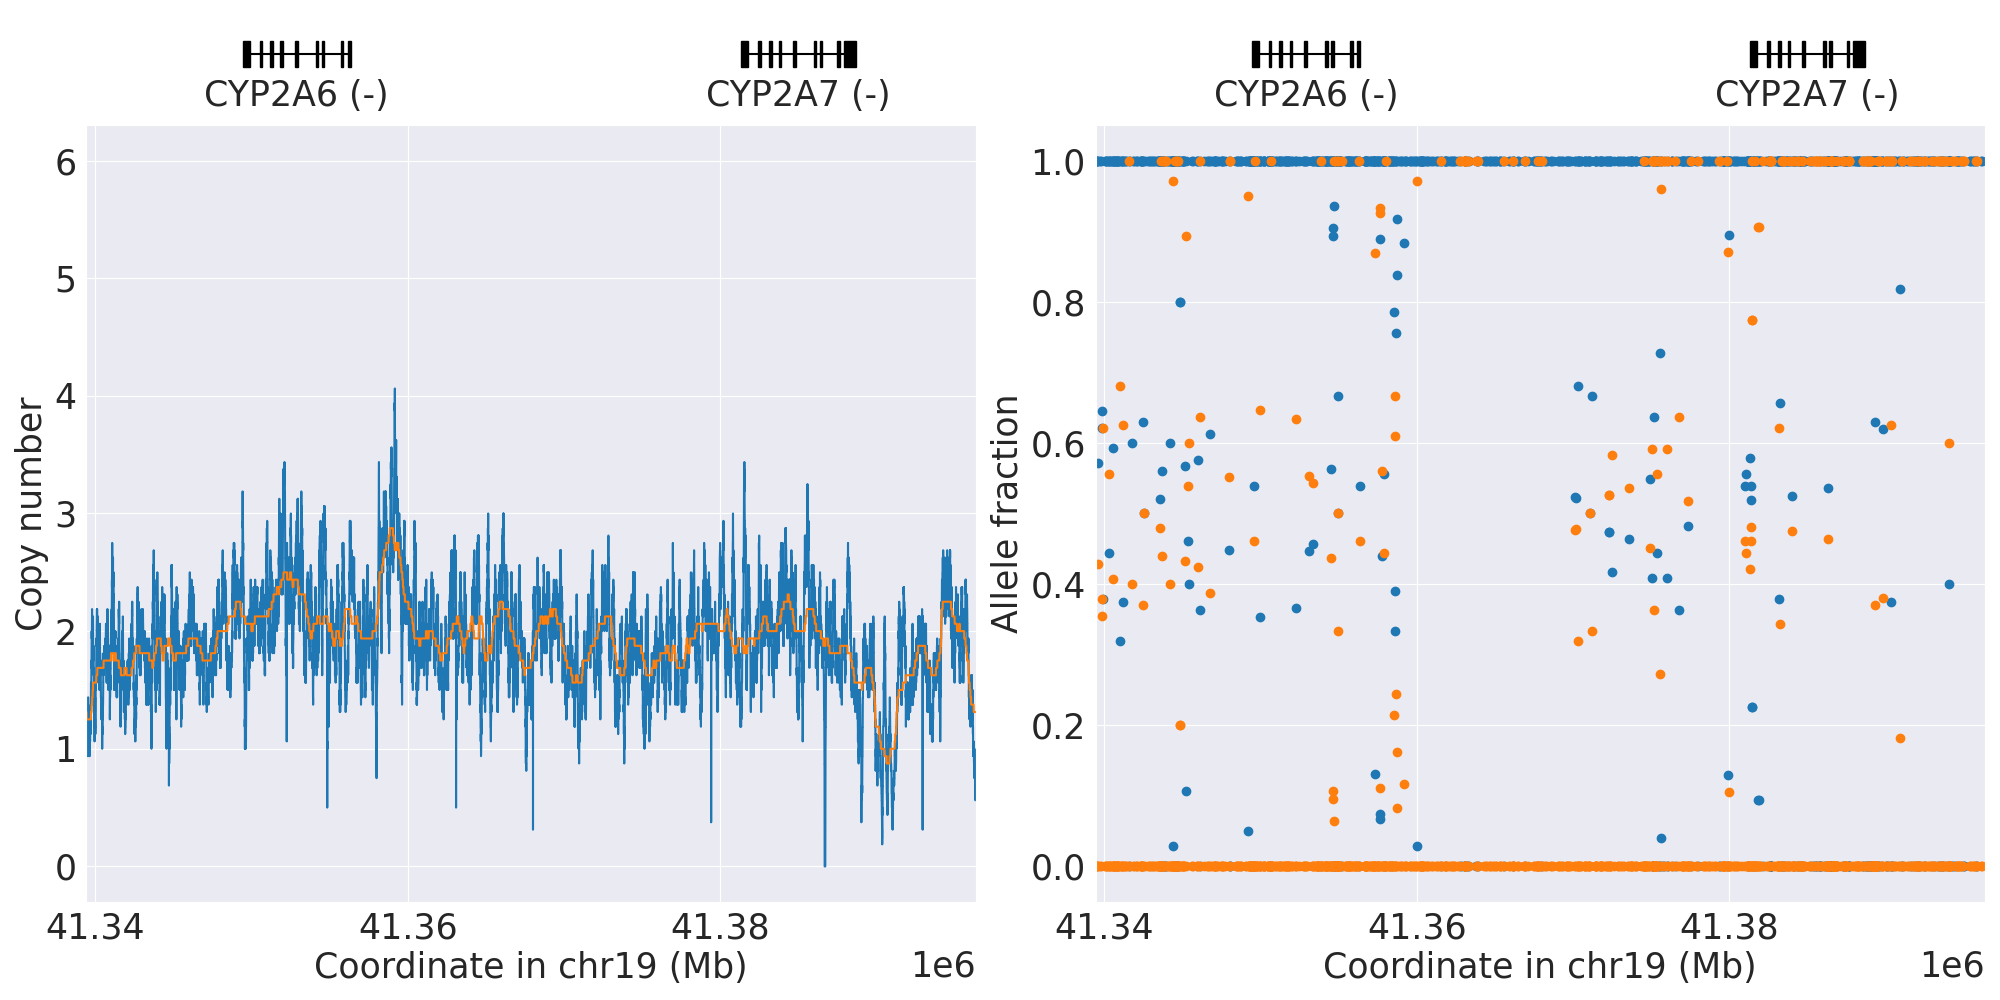 CYP2A6 (-)
CYP2A7 (-)
CYP2A6 (-)
CYP2A7 (-)
6
5
4
3
2
1
0
Copy number
41.34
41.36
41.38
Coordinate in chr19 (Mb)
1e6
1.0
0.8
0.6
0.4
0.2
0.0
Allele fraction
41.34
41.36
41.38
Coordinate in chr19 (Mb)
1e6